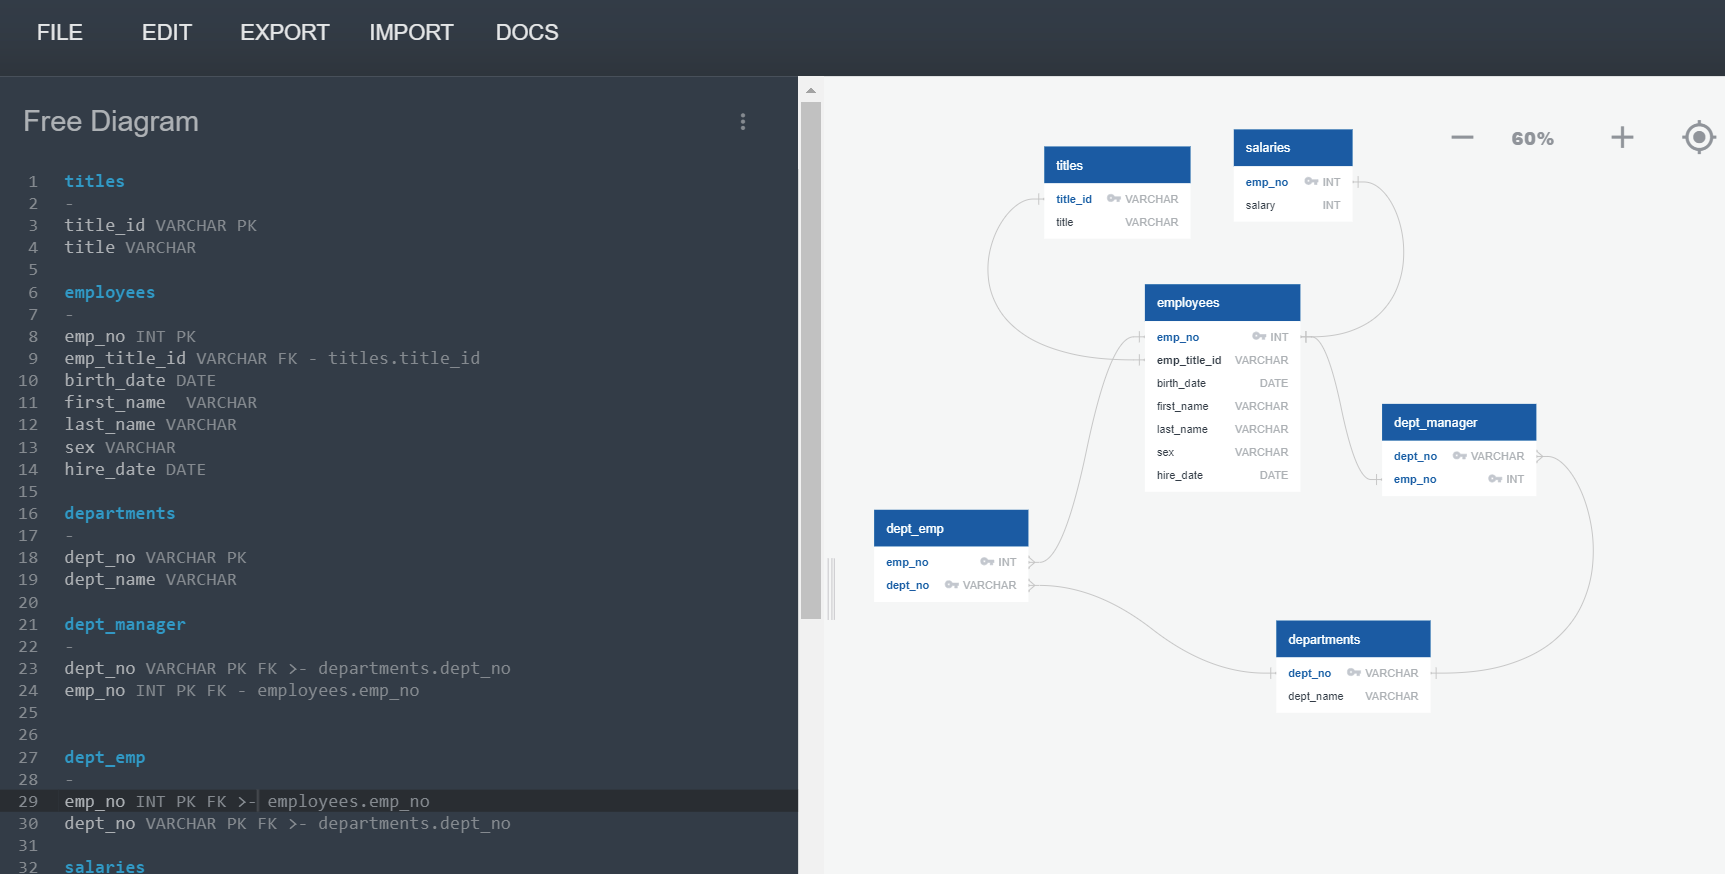 FILE EDIT EXPORT IMPORT DOCS
Free Diagram
1 titles
2 -
3 title_id VARCHAR PK
4 title VARCHAR
5
6 employees
7 -
8 emp_no INT PK
9 emp_title_id VARCHAR FK - titles.title_id
10 birth_date DATE
11 first_name  VARCHAR
12 last_name VARCHAR
13 sex VARCHAR
14 hire_date DATE
15
16 departments
17 -
18 dept_no VARCHAR PK
19 dept_name VARCHAR
20
21 dept_manager
22 -
23 dept_no VARCHAR PK FK >- departments.dept_no
24 emp_no INT PK FK - employees.emp_no
25
26
27 dept_emp
28 -
29 emp_no INT PK FK >- employees.emp_no
30 dept_no VARCHAR PK FK >- departments.dept_no
31
32 salaries
60%
titles
title_id VARCHAR
title VARCHAR
salaries
emp_no INT
salary INT
employees
emp_no INT
emp_title_id VARCHAR
birth_date DATE
first_name VARCHAR
last_name VARCHAR
sex VARCHAR
hire_date DATE
dept_manager
dept_no VARCHAR
emp_no INT
dept_emp
emp_no INT
dept_no VARCHAR
departments
dept_no VARCHAR
dept_name VARCHAR